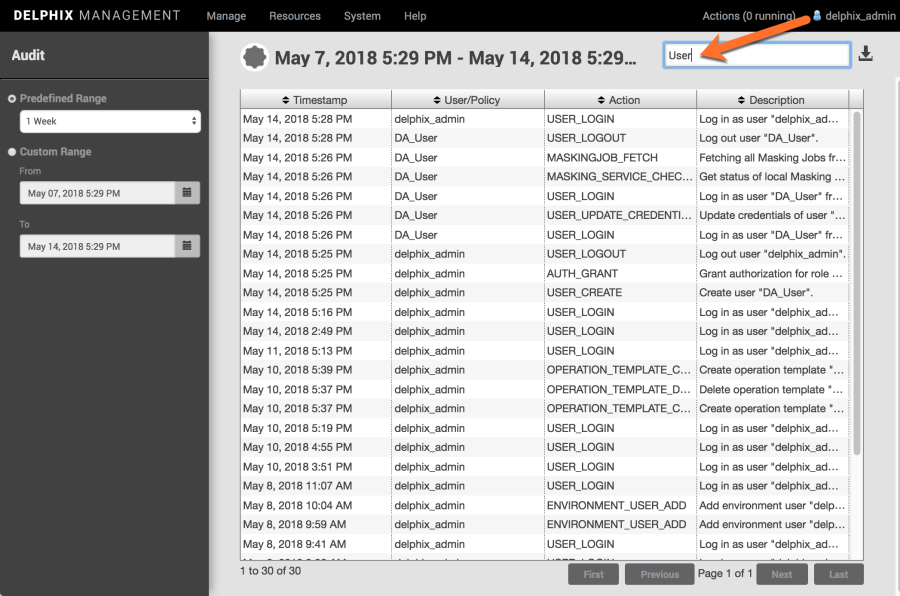 DELPHIX MANAGEMENT Manage Resources System Help Actions (0 running) delphix_admin
Audit
May 7, 2018 5:29 PM - May 14, 2018 5:29...
User
Predefined Range
1 Week
Custom Range
From
May 07, 2018 5:29 PM
To
May 14, 2018 5:29 PM
Timestamp User/Policy Action Description
May 14, 2018 5:28 PM delphix_admin USER_LOGIN Log in as user "delphix_ad...
May 14, 2018 5:28 PM DA_User USER_LOGOUT Log out user "DA_User".
May 14, 2018 5:26 PM DA_User MASKINGJOB_FETCH Fetching all Masking Jobs fr...
May 14, 2018 5:26 PM DA_User MASKING_SERVICE_CHEC... Get status of local Masking ...
May 14, 2018 5:26 PM DA_User USER_LOGIN Log in as user "DA_User" fr...
May 14, 2018 5:26 PM DA_User USER_UPDATE_CREDENTI... Update credentials of user "...
May 14, 2018 5:26 PM DA_User USER_LOGIN Log in as user "DA_User" fr...
May 14, 2018 5:25 PM delphix_admin USER_LOGOUT Log out user "delphix_admin".
May 14, 2018 5:25 PM delphix_admin AUTH_GRANT Grant authorization for role ...
May 14, 2018 5:25 PM delphix_admin USER_CREATE Create user "DA_User".
May 14, 2018 5:16 PM delphix_admin USER_LOGIN Log in as user "delphix_ad...
May 14, 2018 2:49 PM delphix_admin USER_LOGIN Log in as user "delphix_ad...
May 11, 2018 5:13 PM delphix_admin USER_LOGIN Log in as user "delphix_ad...
May 10, 2018 5:39 PM delphix_admin OPERATION_TEMPLATE_C... Create operation template "...
May 10, 2018 5:37 PM delphix_admin OPERATION_TEMPLATE_D... Delete operation template "...
May 10, 2018 5:37 PM delphix_admin OPERATION_TEMPLATE_C... Create operation template "...
May 10, 2018 5:19 PM delphix_admin USER_LOGIN Log in as user "delphix_ad...
May 10, 2018 4:55 PM delphix_admin USER_LOGIN Log in as user "delphix_ad...
May 10, 2018 3:51 PM delphix_admin USER_LOGIN Log in as user "delphix_ad...
May 8, 2018 11:07 AM delphix_admin USER_LOGIN Log in as user "delphix_ad...
May 8, 2018 10:04 AM delphix_admin ENVIRONMENT_USER_ADD Add environment user "delp...
May 8, 2018 9:59 AM delphix_admin ENVIRONMENT_USER_ADD Add environment user "delp...
May 8, 2018 9:41 AM delphix_admin USER_LOGIN Log in as user "delphix_ad...
1 to 30 of 30 First Previous Page 1 of 1 Next Last